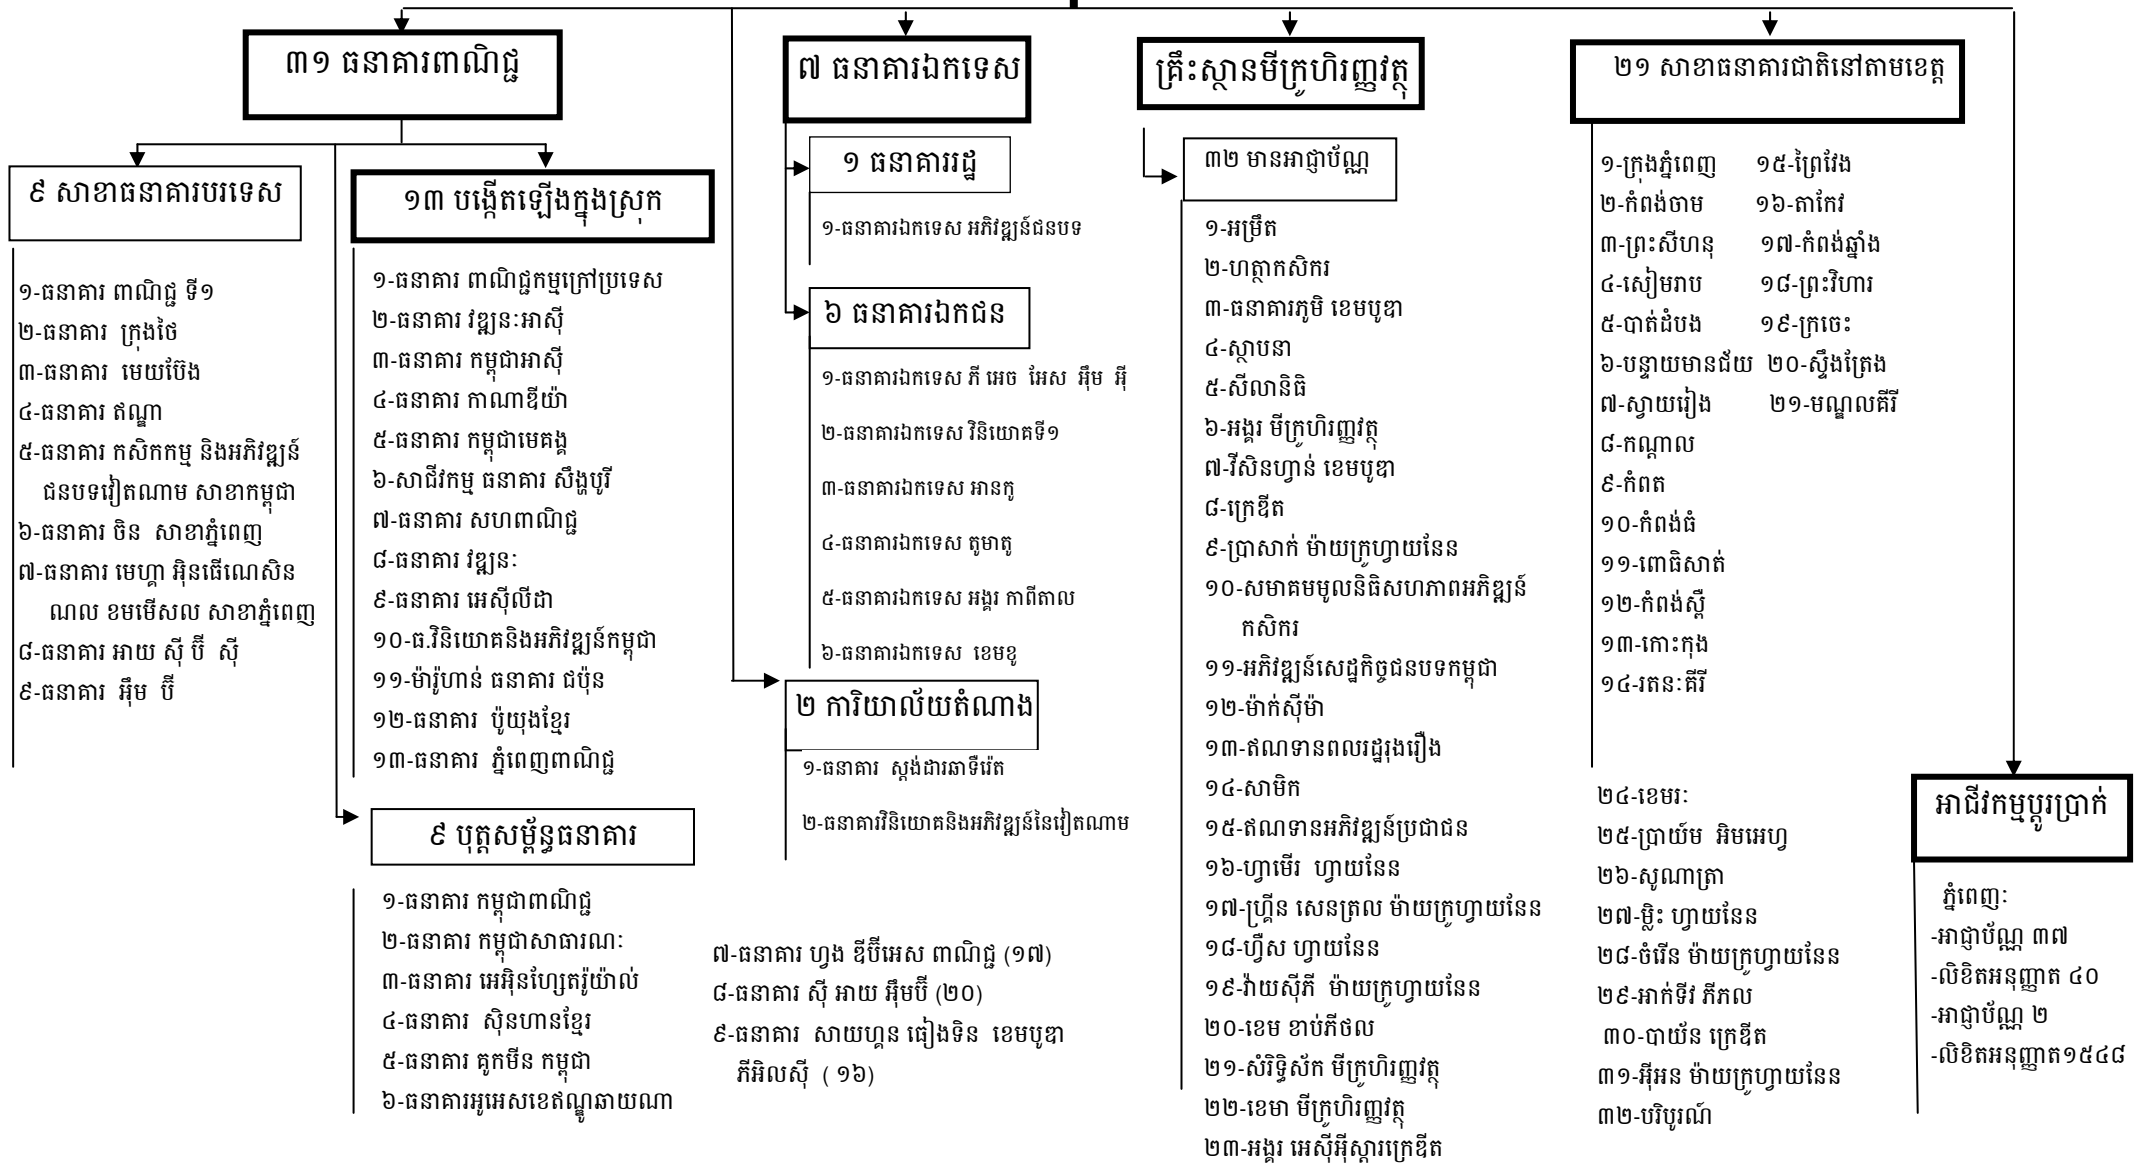 ៣១ ធនាគារពាណិជ្ជ
៩ សាខាធនាគារបរទេស
១-ធនាគារ ពាណិជ្ជ ទី១
២-ធនាគារ ក្រុងថៃ
៣-ធនាគារ មេយប៊ែង
៤-ធនាគារ ឥណ្ឌា
៥-ធនាគារ កសិកកម្ម និងអភិវឌ្ឍន៍
ជនបទវៀតណាម សាខាកម្ពុជា
៦-ធនាគារ ចិន សាខាភ្នំពេញ
៧-ធនាគារ មេហ្គា អ៊ិនធើណេសិន
ណល ខមមើសល សាខាភ្នំពេញ
៨-ធនាគារ អាយ ស៊ី ប៊ី ស៊ី
៩-ធនាគារ អ៊ឹម ប៊ី
១៣ បង្កើតឡើងក្នុងស្រុក
១-ធនាគារ ពាណិជ្ជកម្មក្រៅប្រទេស
២-ធនាគារ វឌ្ឍនៈអាស៊ី
៣-ធនាគារ កម្ពុជាអាស៊ី
៤-ធនាគារ កាណាឌីយ៉ា
៥-ធនាគារ កម្ពុជាមេគង្គ
៦-សាជីវកម្ម ធនាគារ សឹង្ហបូរី
៧-ធនាគារ សហពាណិជ្ជ
៨-ធនាគារ វឌ្ឍនៈ
៩-ធនាគារ អេស៊ីលីដា
១០-ធ.វិនិយោគនិងអភិវឌ្ឍន៍កម្ពុជា
១១-ម៉ារ៉ូហាន់ ធនាគារ ជប៉ុន
១២-ធនាគារ ប៉ូយុងខ្មែរ
១៣-ធនាគារ ភ្នំពេញពាណិជ្ជ
៩ បុត្តសម្ព័ន្ធធនាគារ
១-ធនាគារ កម្ពុជាពាណិជ្ជ
២-ធនាគារ កម្ពុជាសាធារណៈ
៣-ធនាគារ អេអ៊ិនហ្សែតរ៉ូយ៉ាល់
៤-ធនាគារ ស៊ិនហានខ្មែរ
៥-ធនាគារ គូកមីន កម្ពុជា
៦-ធនាគារអូអេសខេឥណ្ឌូឆាយណា
៧-ធនាគារ ហ្វង ឌីប៊ីអេស ពាណិជ្ជ (១៧)
៨-ធនាគារ ស៊ី អាយ អ៊ឹមប៊ី (២០)
៩-ធនាគារ សាយហ្គន ធៀងទិន ខេមបូឌា
ភីអិលស៊ី ( ១៦)
៧ ធនាគារឯកទេស
១ ធនាគាររដ្ឋ
១-ធនាគារឯកទេស អភិវឌ្ឍន៍ជនបទ
៦ ធនាគារឯកជន
១-ធនាគារឯកទេស ភី អេច អែស អ៊ឹម អ៊ី
២-ធនាគារឯកទេស វិនិយោគទី១
៣-ធនាគារឯកទេស អានកូ
៤-ធនាគារឯកទេស តូមាតូ
៥-ធនាគារឯកទេស អង្គរ កាពីតាល
៦-ធនាគារឯកទេស ខេមខូ
២ ការិយាល័យតំណាង
១-ធនាគារ ស្តង់ដារឆាទឺរ៉េត
២-ធនាគារវិនិយោគនិងអភិវឌ្ឍន៍នៃវៀតណាម
គ្រឹះស្ថានមីក្រូហិរញ្ញវត្ថុ
៣២ មានអាជ្ញាប័ណ្ណ
១-អម្រឹត
២-ហត្ថាកសិករ
៣-ធនាគារភូមិ ខេមបូឌា
៤-ស្ថាបនា
៥-សីលានិធិ
៦-អង្គរ មីក្រូហិរញ្ញវត្ថុ
៧-វីសិនហ្វាន់ ខេមបូឌា
៨-ក្រេឌីត
៩-ប្រាសាក់ ម៉ាយក្រូហ្វាយនែន
១០-សមាគមមូលនិធិសហភាពអភិឌ្ឍន៍
កសិករ
១១-អភិវឌ្ឍន៍សេដ្ឋកិច្ចជនបទកម្ពុជា
១២-ម៉ាក់ស៊ីម៉ា
១៣-ឥណទានពលរដ្ឋរុងរឿង
១៤-សាមិក
១៥-ឥណទានអភិវឌ្ឍន៍ប្រជាជន
១៦-ហ្វាមើរ ហ្វាយនែន
១៧-ហ្គ្រីន សេនត្រល ម៉ាយក្រូហ្វាយនែន
១៨-ហ្វឺស ហ្វាយនែន
១៩-វ៉ាយស៊ីភី ម៉ាយក្រូហ្វាយនែន
២០-ខេម ខាប់ភីថល
២១-សំរិទ្ធិស័ក មីក្រូហិរញ្ញវត្ថុ
២២-ខេមា មីក្រូហិរញ្ញវត្ថុ
២៣-អង្គរ អេស៊ីអ៊ីស្តារក្រេឌីត
២៤-ខេមរៈ
២៥-ប្រាយ៍ម អិមអេហ្វ
២៦-សូណាត្រា
២៧-ម្លិះ ហ្វាយនែន
២៨-ចំរើន ម៉ាយក្រូហ្វាយនែន
២៩-អាក់ទីវ ភីភល
៣០-បាយ័ន ក្រេឌីត
៣១-អ៊ីអន ម៉ាយក្រូហ្វាយនែន
៣២-បរិបូរណ៍
២១ សាខាធនាគារជាតិនៅតាមខេត្ត
១-ក្រុងភ្នំពេញ ១៥-ព្រៃវែង
២-កំពង់ចាម ១៦-តាកែវ
៣-ព្រះសីហនុ ១៧-កំពង់ឆ្នាំង
៤-សៀមរាប ១៨-ព្រះវិហារ
៥-បាត់ដំបង ១៩-ក្រចេះ
៦-បន្ទាយមានជ័យ ២០-ស្ទឹងត្រែង
៧-ស្វាយរៀង ២១-មណ្ឌលគីរី
៨-កណ្តាល
៩-កំពត
១០-កំពង់ធំ
១១-ពោធិសាត់
១២-កំពង់ស្ពឺ
១៣-កោះកុង
១៤-រតនៈគីរី
អាជីវកម្មប្តូរប្រាក់
ភ្នំពេញៈ
-អាជ្ញាប័ណ្ណ ៣៧
-លិខិតអនុញ្ញាត ៤០
-អាជ្ញាប័ណ្ណ ២
-លិខិតអនុញ្ញាត១៥៤៨